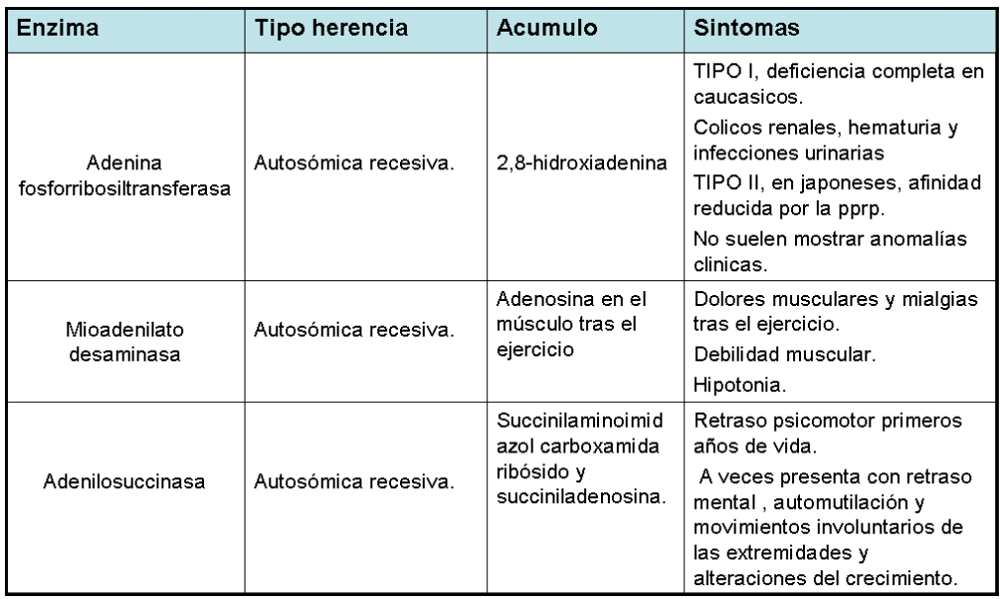 Enzima
Tipo herencia
Acumulo
Sintomas
Adenina
fosforribosiltransferasa
Autosómica recesiva.
2,8-hidroxiadenina
TIPO I, deficiencia completa en
caucasicos.
Colicos renales, hematuria y
infecciones urinarias
TIPO II, en japoneses, afinidad
reducida por la pprp.
No suelen mostrar anomalías
clinicas.
Mioadenilato
desaminasa
Autosómica recesiva.
Adenosina en el
músculo tras el
ejercicio
Dolores musculares y mialgias
tras el ejercicio.
Debilidad muscular.
Hipotonia.
Adenilosuccinasa
Autosómica recesiva.
Succinilaminoimid
azol carboxamida
ribósido y
succiniladenosina.
Retraso psicomotor primeros
años de vida.
A veces presenta con retraso
mental , automutilación y
movimientos involuntarios de
las extremidades y
alteraciones del crecimiento.